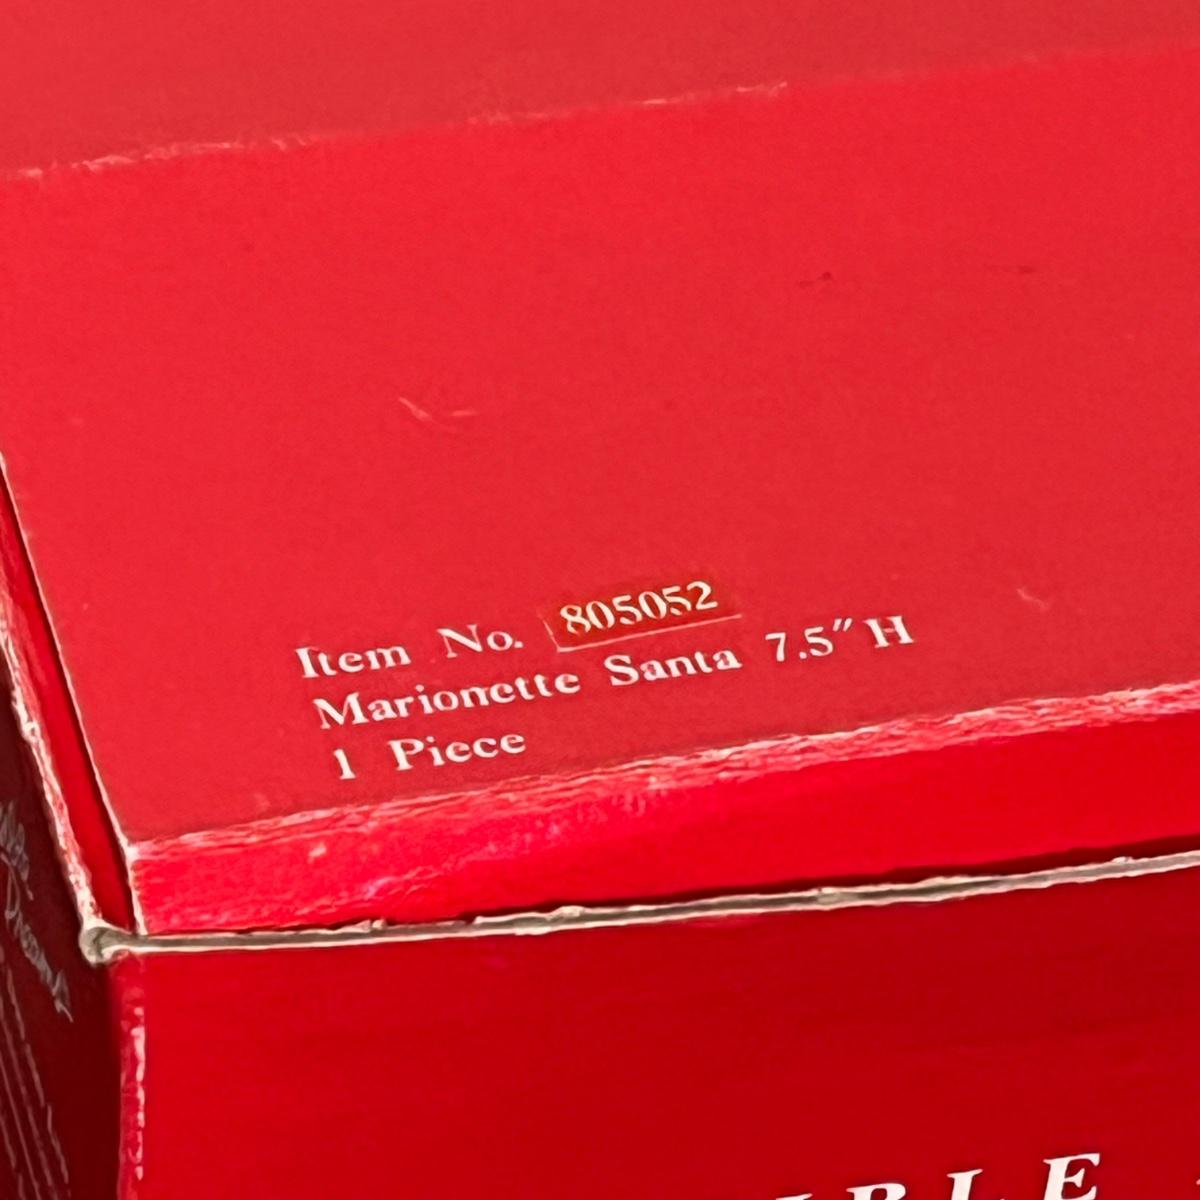 Item No. 805052
Marionette Santa 7.5" H
1 Piece